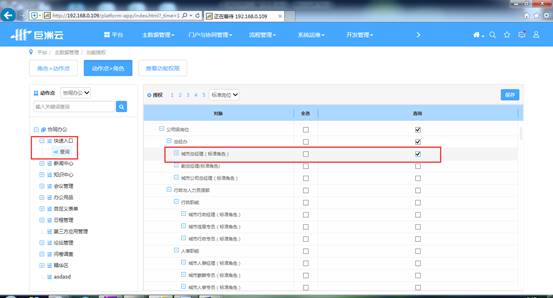 http://192.168.0.109/platform-app/index.html?_time=1
正在等待 192.168.0.109
巨洲云
平台 主数据管理 门户与协同管理 流程管理 系统运维 开发管理
平台 / 主数据管理 / 功能授权
角色>动作点 动作点>角色 查看功能权限
动作点 协同办公
输入关键词查询
协同办公
快速入口
查询
新闻中心
知识中心
会议管理
办公用品
自定义表单
日程管理
第三方应用管理
论坛管理
问卷调查
精华区
asdasd
授权 1 2 3 4 5 标准岗位 保存
对象 全选 查询
公司级岗位
总经办
城市总经理（标准角色）
副总经理(标准角色)
城市公司总经理（标准角色）
行政与人力资源部
行政职能
城市行政经理（标准角色）
城市信息专员（标准角色）
城市行政专员（标准角色）
人事职能
城市人事经理（标准角色）
城市薪酬专员（标准角色）
城市人事专员（标准角色）